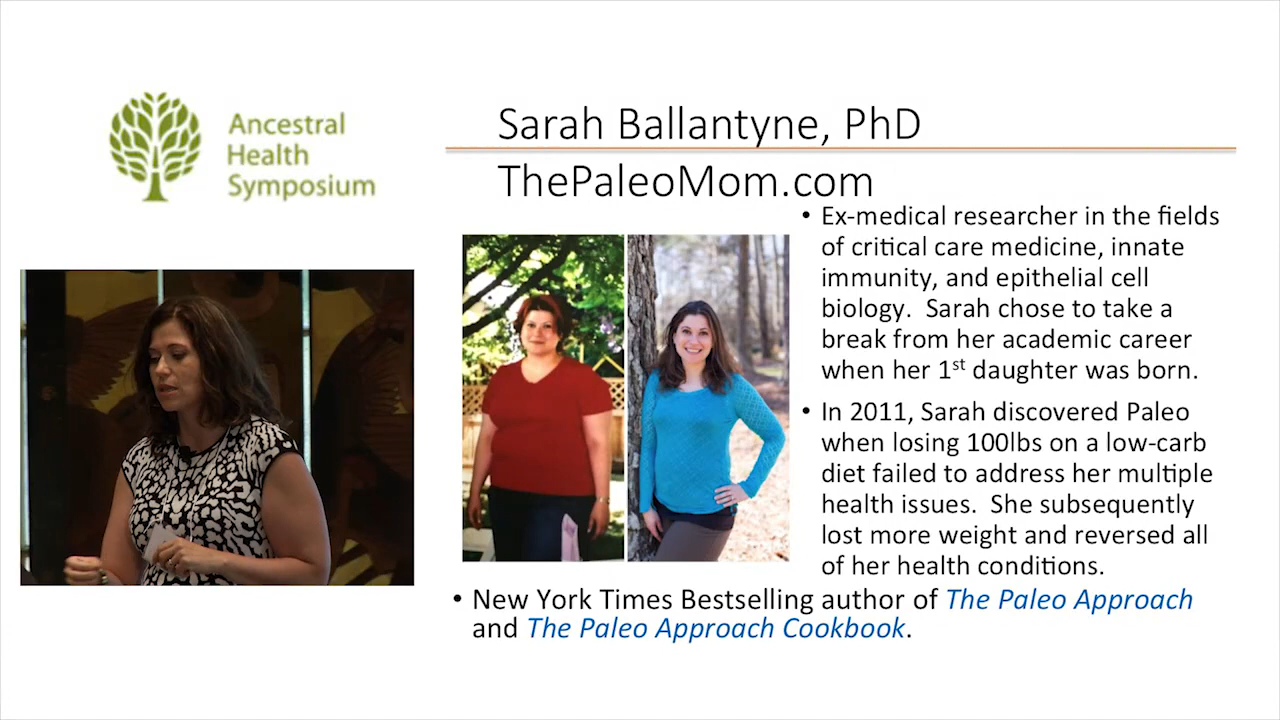 Ancestral
Health
Symposium
Sarah Ballantyne, PhD
ThePaleoMom.com
• Ex-medical researcher in the fields
of critical care medicine, innate
immunity, and epithelial cell
biology.  Sarah chose to take a
break from her academic career
when her 1st daughter was born.
• In 2011, Sarah discovered Paleo
when losing 100lbs on a low-carb
diet failed to address her multiple
health issues.  She subsequently
lost more weight and reversed all
of her health conditions.
• New York Times Bestselling author of The Paleo Approach
and The Paleo Approach Cookbook.